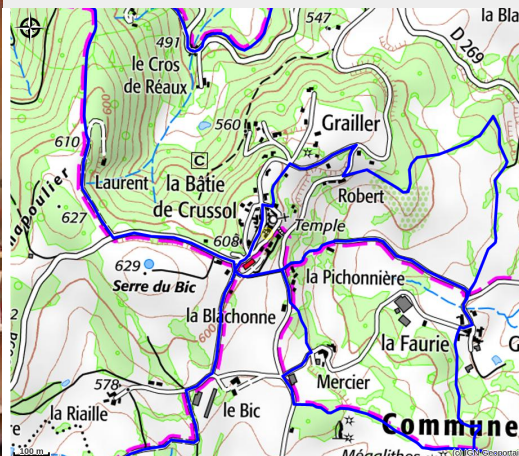 547
la Bla
491
D 269
le Cros
de Réaux
560
Grailler
610
C
Laurent
la Bâtie
de Crussol
Robert
627
Temple
608
629
Serre du Bic
la Pichonnière
la Blachonne
600
600
la Faurie
G
578
Mercier
la Riaille
le Bic
Commune
Mégalithes
100 m